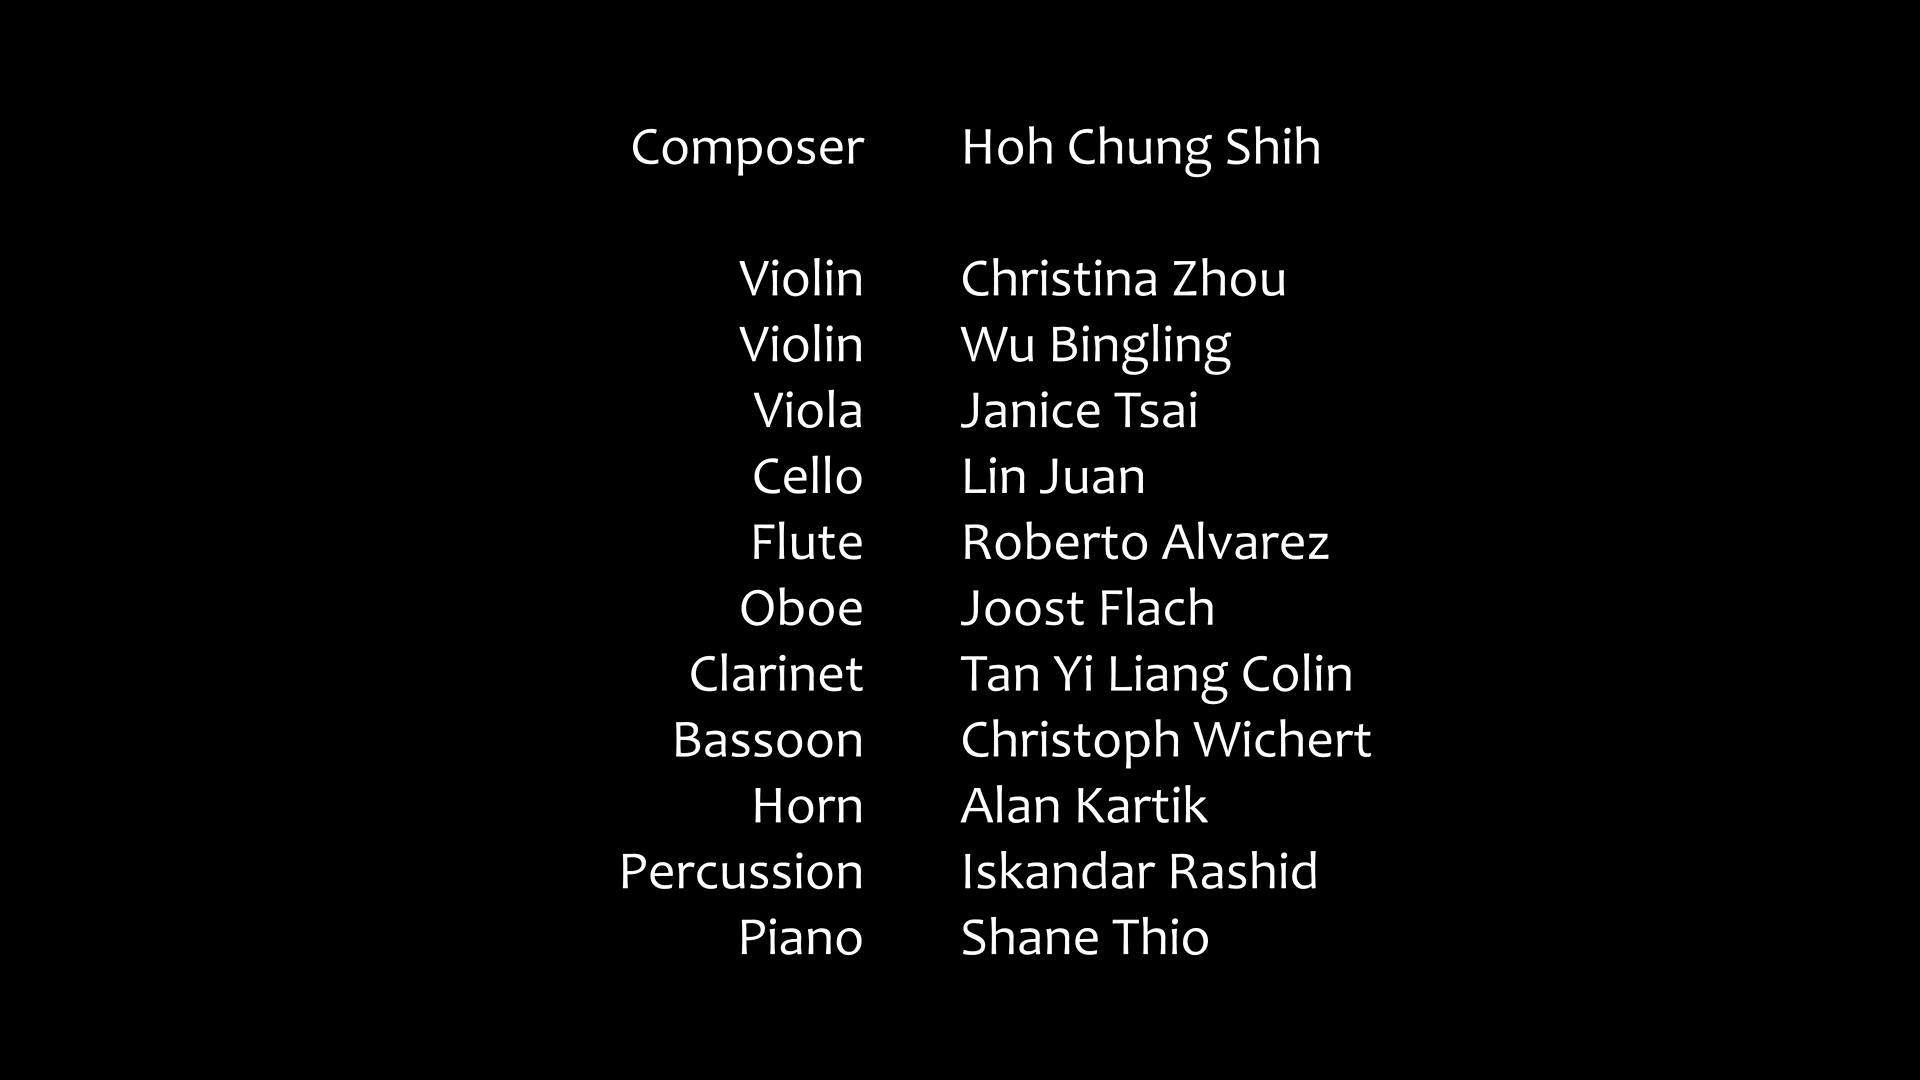 Composer Hoh Chung Shih
Violin Christina Zhou
Violin Wu Bingling
Viola Janice Tsai
Cello Lin Juan
Flute Roberto Alvarez
Oboe Joost Flach
Clarinet Tan Yi Liang Colin
Bassoon Christoph Wichert
Horn Alan Kartik
Percussion Iskandar Rashid
Piano Shane Thio